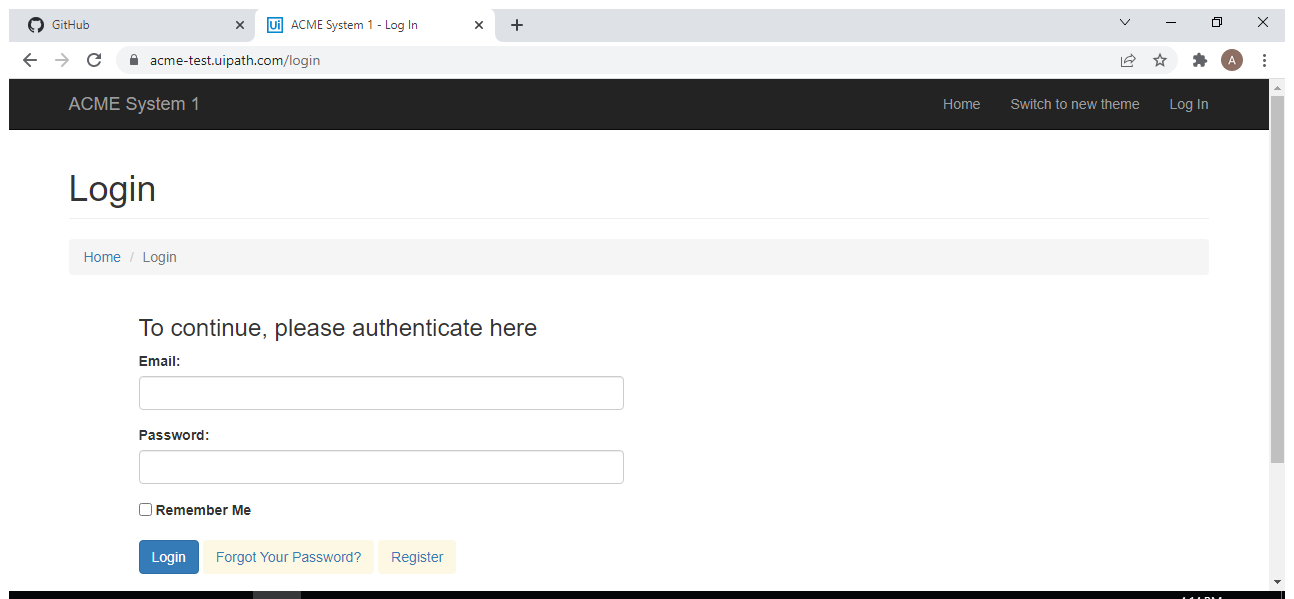 GitHub ACME System 1 - Log In
acme-test.uipath.com/login A
ACME System 1 Home Switch to new theme Log In
Login
Home / Login
To continue, please authenticate here
Email:
Password:
Remember Me
Login Forgot Your Password? Register